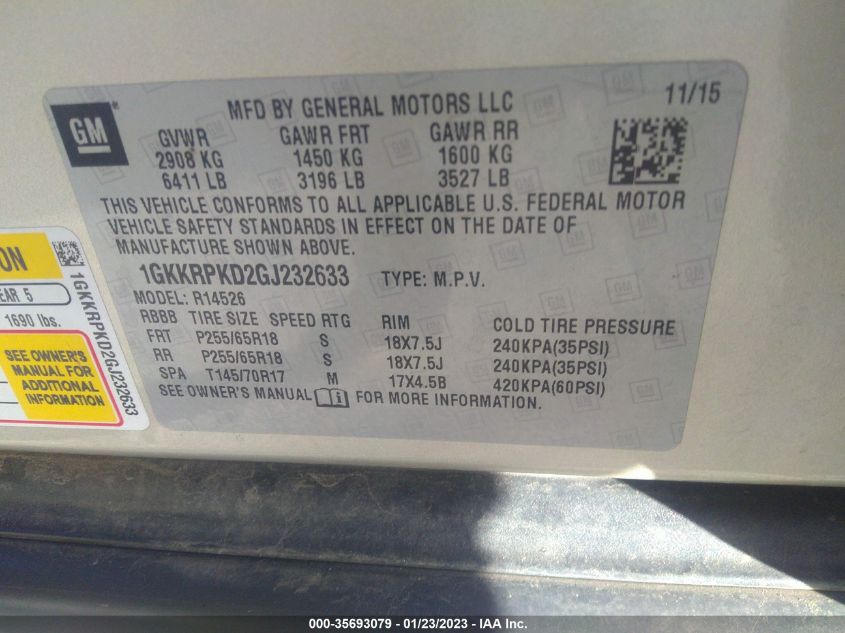 GM
MFD BY GENERAL MOTORS LLC
11/15
GVWR GAWR FRT GAWR RR
2908 KG 1450 KG 1600 KG
6411 LB 3196 LB 3527 LB
THIS VEHICLE CONFORMS TO ALL APPLICABLE U.S. FEDERAL MOTOR
VEHICLE SAFETY STANDARDS IN EFFECT ON THE DATE OF
MANUFACTURE SHOWN ABOVE.
1GKKRPKD2GJ232633 TYPE: M.P.V.
MODEL: R14526
RBBB TIRE SIZE SPEED RTG RIM COLD TIRE PRESSURE
FRT P255/65R18 S 18X7.5J 240KPA(35PSI)
RR P255/65R18 S 18X7.5J 240KPA(35PSI)
SPA T145/70R17 M 17X4.5B 420KPA(60PSI)
SEE OWNER'S MANUAL FOR MORE INFORMATION.
ON
EAR 5
1690 lbs.
SEE OWNER'S
MANUAL FOR
ADDITIONAL
INFORMATION
1GKKRPKD2GJ232633
000-35693079 - 01/23/2023 - IAA Inc.